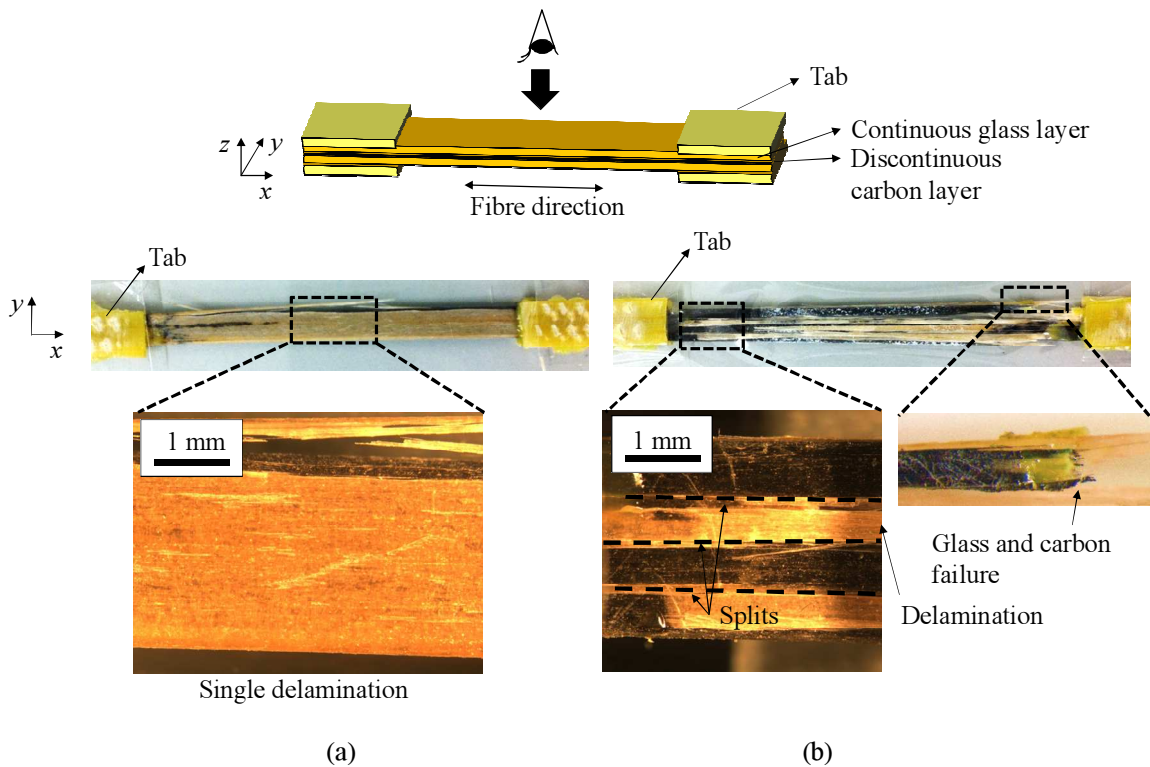 Tab
Continuous glass layer
Discontinuous
carbon layer
z
y
x
Fibre direction
Tab
Tab
y
x
1 mm
1 mm
Splits
Glass and carbon
failure
Delamination
Single delamination
(a)
(b)